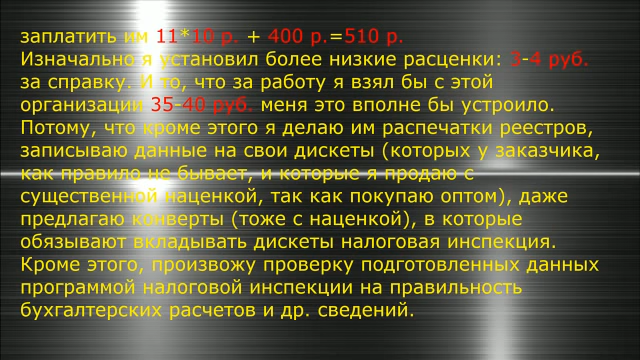 заплатить им 11*10 р. + 400 р.=510 р.
Изначально я установил более низкие расценки: 3-4 руб.
за справку. И то, что за работу я взял бы с этой
организации 35-40 руб. меня это вполне бы устроило.
Потому, что кроме этого я делаю им распечатки реестров,
записываю данные на свои дискеты (которых у заказчика,
как правило не бывает, и которые я продаю с
существенной наценкой, так как покупаю оптом), даже
предлагаю конверты (тоже с наценкой), в которые
обязывают вкладывать дискеты налоговая инспекция.
Кроме этого, произвожу проверку подготовленных данных
программой налоговой инспекции на правильность
бухгалтерских расчетов и др. сведений.